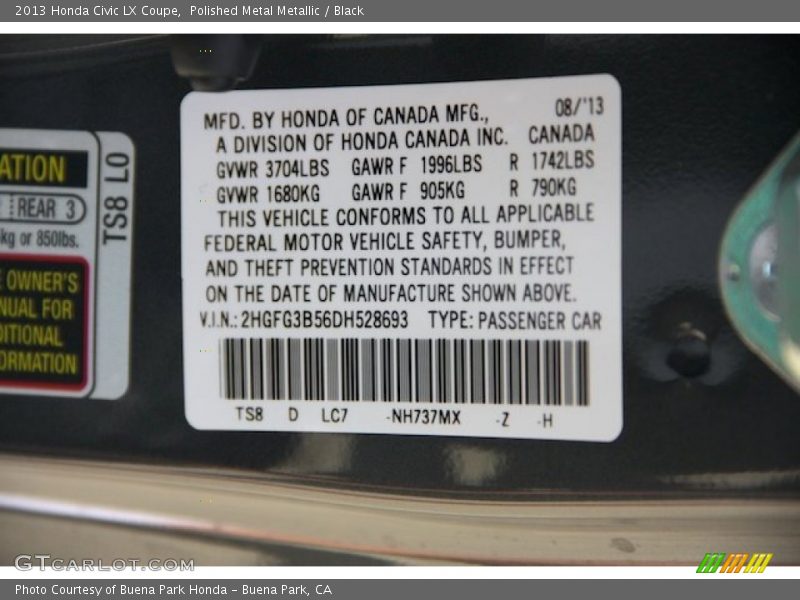 2013 Honda Civic LX Coupe, Polished Metal Metallic / Black
MFD. BY HONDA OF CANADA MFG., 08/'13
A DIVISION OF HONDA CANADA INC. CANADA
GVWR 3704LBS GAWR F 1996LBS R 1742LBS
GVWR 1680KG GAWR F 905KG R 790KG
THIS VEHICLE CONFORMS TO ALL APPLICABLE
FEDERAL MOTOR VEHICLE SAFETY, BUMPER,
AND THEFT PREVENTION STANDARDS IN EFFECT
ON THE DATE OF MANUFACTURE SHOWN ABOVE.
V.I.N.: 2HGFG3B56DH528693 TYPE: PASSENGER CAR
TS8 D LC7 -NH737MX -Z -H
ATION
REAR 3
kg or 850lbs.
E OWNER'S
NUAL FOR
DITIONAL
ORMATION
TS8 L0
GTCARLOT.COM
Photo Courtesy of Buena Park Honda - Buena Park, CA